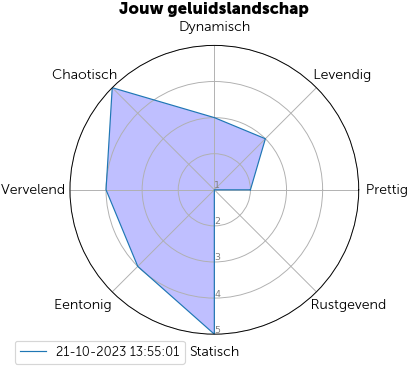 Jouw geluidslandschap
Dynamisch
Chaotisch
Levendig
Vervelend
1
Prettig
2
3
4
Eentonig
Rustgevend
5
21-10-2023 13:55:01
Statisch